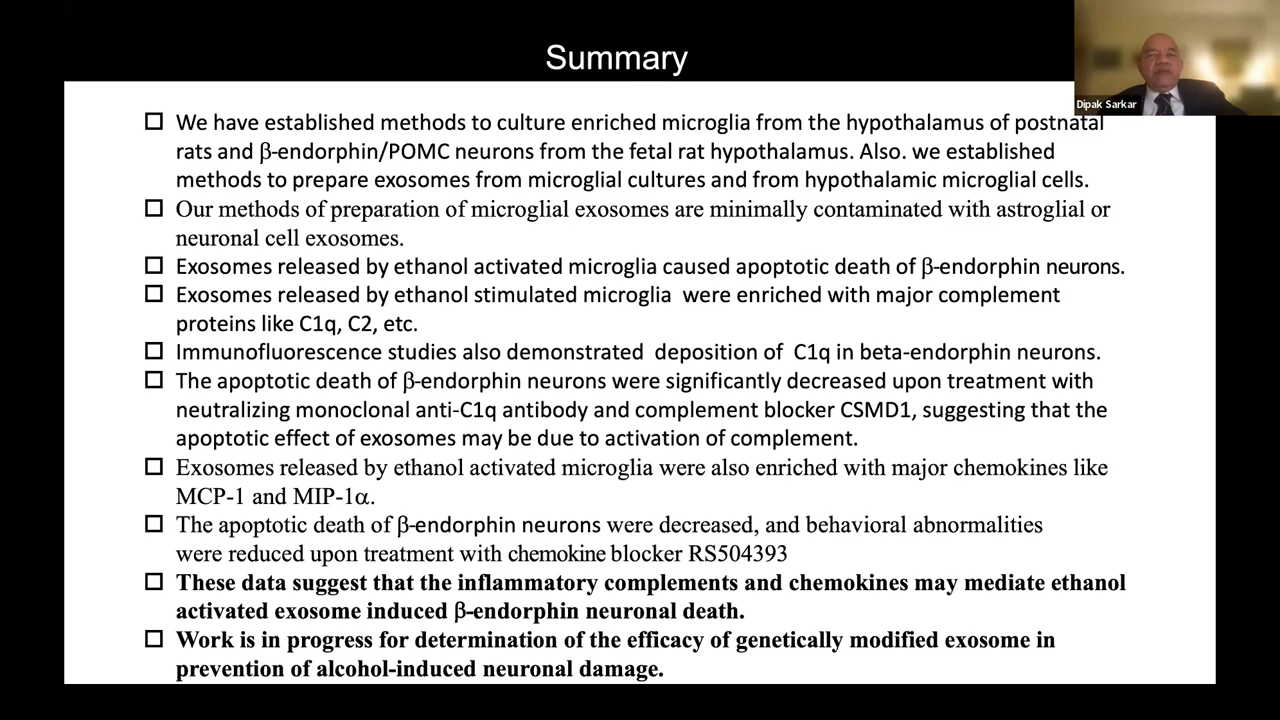 Summary
Dipak Sarkar
☐ We have established methods to culture enriched microglia from the hypothalamus of postnatal
rats and β-endorphin/POMC neurons from the fetal rat hypothalamus. Also. we established
methods to prepare exosomes from microglial cultures and from hypothalamic microglial cells.
☐ Our methods of preparation of microglial exosomes are minimally contaminated with astroglial or
neuronal cell exosomes.
☐ Exosomes released by ethanol activated microglia caused apoptotic death of β-endorphin neurons.
☐ Exosomes released by ethanol stimulated microglia were enriched with major complement
proteins like C1q, C2, etc.
☐ Immunofluorescence studies also demonstrated deposition of C1q in beta-endorphin neurons.
☐ The apoptotic death of β-endorphin neurons were significantly decreased upon treatment with
neutralizing monoclonal anti-C1q antibody and complement blocker CSMD1, suggesting that the
apoptotic effect of exosomes may be due to activation of complement.
☐ Exosomes released by ethanol activated microglia were also enriched with major chemokines like
MCP-1 and MIP-1α.
☐ The apoptotic death of β-endorphin neurons were decreased, and behavioral abnormalities
were reduced upon treatment with chemokine blocker RS504393
☐ These data suggest that the inflammatory complements and chemokines may mediate ethanol
activated exosome induced β-endorphin neuronal death.
☐ Work is in progress for determination of the efficacy of genetically modified exosome in
prevention of alcohol-induced neuronal damage.